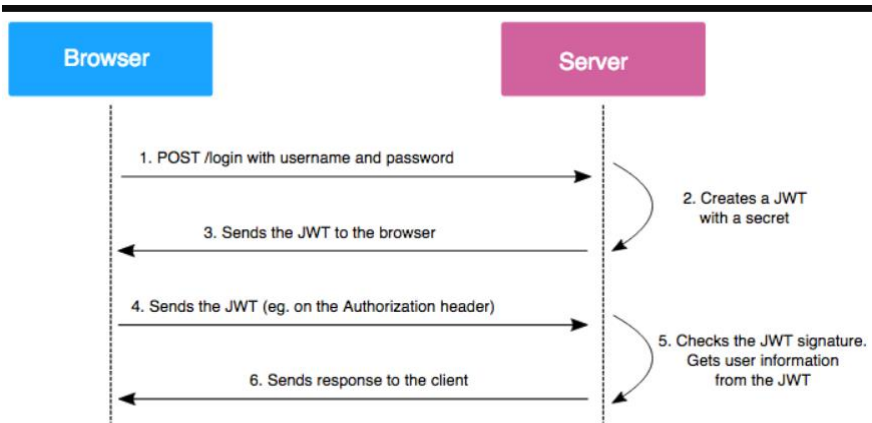 Browser
Server
1. POST /login with username and password
2. Creates a JWT
with a secret
3. Sends the JWT to the browser
4. Sends the JWT (eg. on the Authorization header)
5. Checks the JWT signature.
Gets user information
from the JWT
6. Sends response to the client